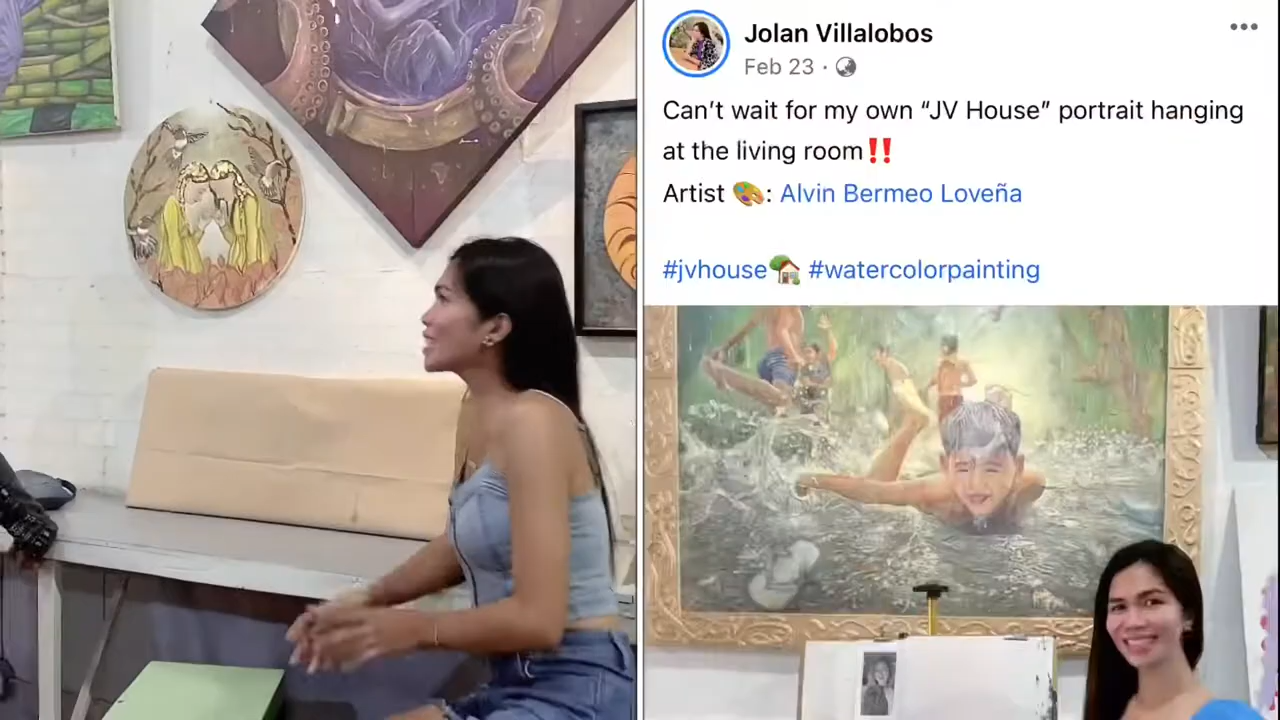 Jolan Villalobos
Feb 23 ·
Can't wait for my own “JV House” portrait hanging
at the living room‼️
Artist 🎨: Alvin Bermeo Loveña
#jvhouse🏡 #watercolorpainting